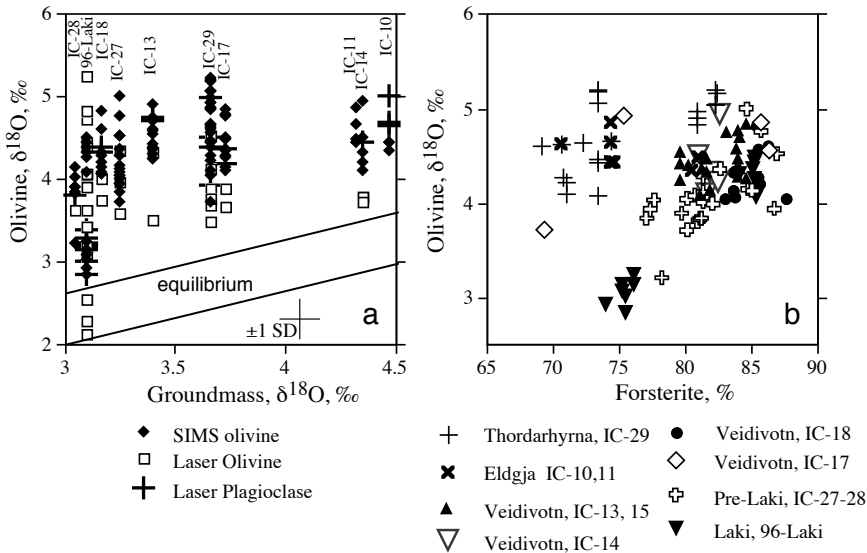 a
b
IC-28
96-Laki
IC-18
IC-27
IC-13
IC-29
IC-17
IC-11
IC-14
IC-10
Olivine, δ18O, ‰
6
5
4
3
2
equilibrium
±1 SD
a
3
3.5
4
4.5
Groundmass, δ18O, ‰
SIMS olivine
Laser Olivine
Laser Plagioclase
Olivine, δ18O, ‰
6
5
4
3
b
65
70
75
80
85
90
Forsterite, %
Thordarhyrna, IC-29
Eldgja IC-10,11
Veidivotn, IC-13, 15
Veidivotn, IC-14
Veidivotn, IC-18
Veidivotn, IC-17
Pre-Laki, IC-27-28
Laki, 96-Laki